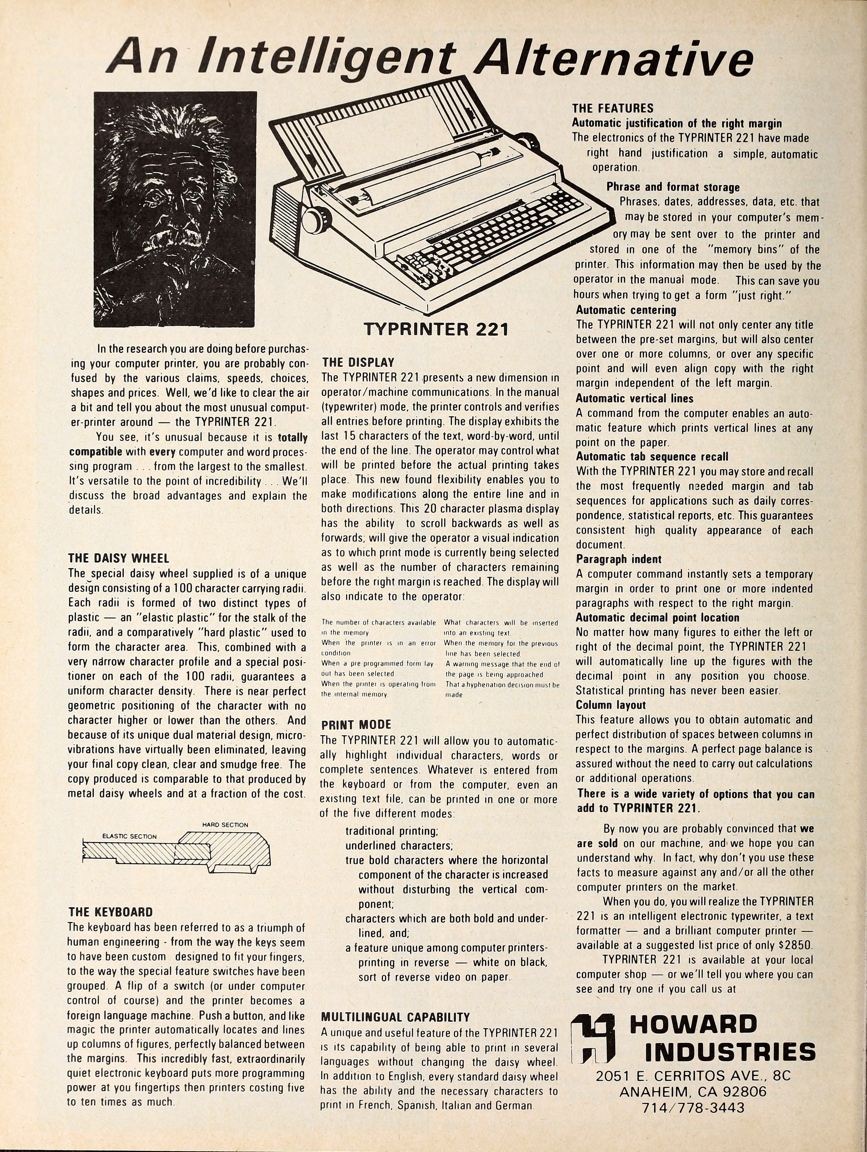 An Intelligent Alternative
TYPRINTER 221
In the research you are doing before purchas-
ing your computer printer, you are probably con-
fused by the various claims, speeds, choices,
shapes and prices. Well, we'd like to clear the air
a bit and tell you about the most unusual comput-
er-printer around — the TYPRINTER 221.
You see, it's unusual because it is totally
compatible with every computer and word proces-
sing program . . . from the largest to the smallest.
It's versatile to the point of incredibility . . . We'll
discuss the broad advantages and explain the
details.
THE DAISY WHEEL
The special daisy wheel supplied is of a unique
design consisting of a 100 character carrying radii.
Each radii is formed of two distinct types of
plastic — an "elastic plastic" for the stalk of the
radii, and a comparatively "hard plastic" used to
form the character area. This, combined with a
very narrow character profile and a special posi-
tioner on each of the 100 radii, guarantees a
uniform character density. There is near perfect
geometric positioning of the character with no
character higher or lower than the others. And
because of its unique dual material design, micro-
vibrations have virtually been eliminated, leaving
your final copy clean, clear and smudge free. The
copy produced is comparable to that produced by
metal daisy wheels and at a fraction of the cost.
HARD SECTION
ELASTIC SECTION
THE KEYBOARD
The keyboard has been referred to as a triumph of
human engineering - from the way the keys seem
to have been custom designed to fit your fingers,
to the way the special feature switches have been
grouped. A flip of a switch (or under computer
control of course) and the printer becomes a
foreign language machine. Push a button, and like
magic the printer automatically locates and lines
up columns of figures, perfectly balanced between
the margins. This incredibly fast, extraordinarily
quiet electronic keyboard puts more programming
power at you fingertips then printers costing five
to ten times as much.
THE DISPLAY
The TYPRINTER 221 presents a new dimension in
operator/machine communications. In the manual
(typewriter) mode, the printer controls and verifies
all entries before printing. The display exhibits the
last 15 characters of the text, word-by-word, until
the end of the line. The operator may control what
will be printed before the actual printing takes
place. This new found flexibility enables you to
make modifications along the entire line and in
both directions. This 20 character plasma display
has the ability to scroll backwards as well as
forwards; will give the operator a visual indication
as to which print mode is currently being selected
as well as the number of characters remaining
before the right margin is reached. The display will
also indicate to the operator:
The number of characters available
in the memory
When the printer is in an error
condition
When a pre programmed form lay
out has been selected
When the printer is operating from
the internal memory
What characters will be inserted
into an existing text
When the memory for the previous
line has been selected
A warning message that the end of
the page is being approached
That a hyphenation decision must be
made
PRINT MODE
The TYPRINTER 221 will allow you to automatic-
ally highlight individual characters, words or
complete sentences. Whatever is entered from
the keyboard or from the computer, even an
existing text file, can be printed in one or more
of the five different modes:
traditional printing;
underlined characters;
true bold characters where the horizontal
component of the character is increased
without disturbing the vertical com-
ponent;
characters which are both bold and under-
lined, and;
a feature unique among computer printers-
printing in reverse — white on black,
sort of reverse video on paper.
MULTILINGUAL CAPABILITY
A unique and useful feature of the TYPRINTER 221
is its capability of being able to print in several
languages without changing the daisy wheel.
In addition to English, every standard daisy wheel
has the ability and the necessary characters to
print in French, Spanish, Italian and German.
THE FEATURES
Automatic justification of the right margin
The electronics of the TYPRINTER 221 have made
right hand justification a simple, automatic
operation.
Phrase and format storage
Phrases, dates, addresses, data, etc. that
may be stored in your computer's mem-
ory may be sent over to the printer and
stored in one of the "memory bins" of the
printer. This information may then be used by the
operator in the manual mode. This can save you
hours when trying to get a form "just right."
Automatic centering
The TYPRINTER 221 will not only center any title
between the pre-set margins, but will also center
over one or more columns, or over any specific
point and will even align copy with the right
margin independent of the left margin.
Automatic vertical lines
A command from the computer enables an auto-
matic feature which prints vertical lines at any
point on the paper.
Automatic tab sequence recall
With the TYPRINTER 221 you may store and recall
the most frequently needed margin and tab
sequences for applications such as daily corres-
pondence, statistical reports, etc. This guarantees
consistent high quality appearance of each
document.
Paragraph indent
A computer command instantly sets a temporary
margin in order to print one or more indented
paragraphs with respect to the right margin.
Automatic decimal point location
No matter how many figures to either the left or
right of the decimal point, the TYPRINTER 221
will automatically line up the figures with the
decimal point in any position you choose.
Statistical printing has never been easier.
Column layout
This feature allows you to obtain automatic and
perfect distribution of spaces between columns in
respect to the margins. A perfect page balance is
assured without the need to carry out calculations
or additional operations.
There is a wide variety of options that you can
add to TYPRINTER 221.
By now you are probably convinced that we
are sold on our machine, and we hope you can
understand why. In fact, why don't you use these
facts to measure against any and/or all the other
computer printers on the market.
When you do, you will realize the TYPRINTER
221 is an intelligent electronic typewriter, a text
formatter — and a brilliant computer printer —
available at a suggested list price of only $2850.
TYPRINTER 221 is available at your local
computer shop — or we'll tell you where you can
see and try one if you call us at
HOWARD
INDUSTRIES
2051 E. CERRITOS AVE., 8C
ANAHEIM, CA 92806
714/778-3443